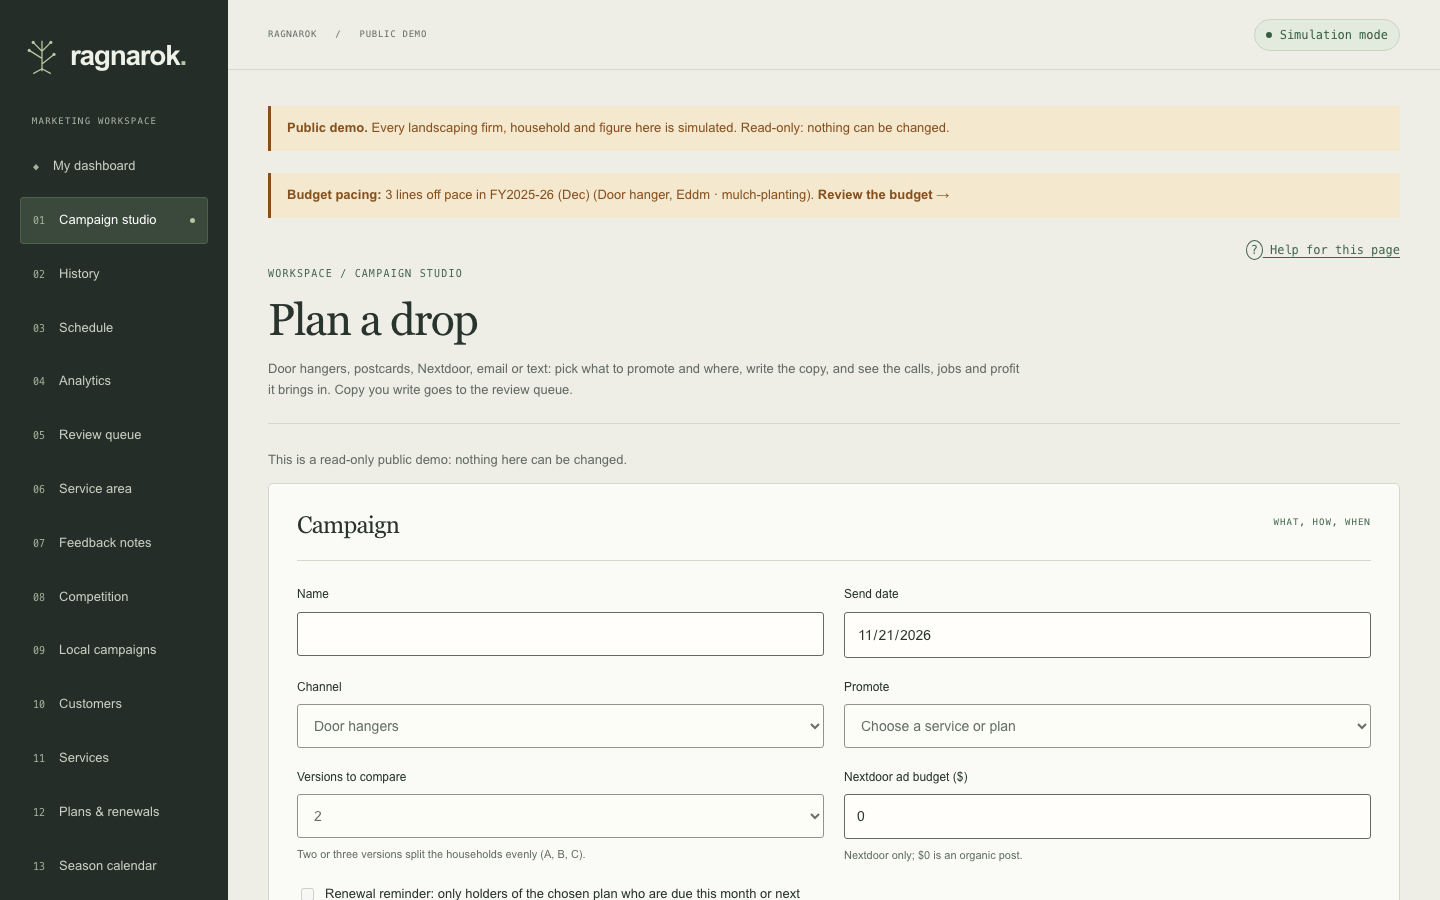 ragnarok.
MARKETING WORKSPACE
My dashboard
01 Campaign studio
02 History
03 Schedule
04 Analytics
05 Review queue
06 Service area
07 Feedback notes
08 Competition
09 Local campaigns
10 Customers
11 Services
12 Plans & renewals
13 Season calendar
RAGNAROK / PUBLIC DEMO
Simulation mode
Public demo. Every landscaping firm, household and figure here is simulated. Read-only: nothing can be changed.
Budget pacing: 3 lines off pace in FY2025-26 (Dec) (Door hanger, Eddm · mulch-planting). Review the budget →
? Help for this page
WORKSPACE / CAMPAIGN STUDIO
Plan a drop
Door hangers, postcards, Nextdoor, email or text: pick what to promote and where, write the copy, and see the calls, jobs and profit
it brings in. Copy you write goes to the review queue.
This is a read-only public demo: nothing here can be changed.
Campaign
WHAT, HOW, WHEN
Name
Send date
11/21/2026
Channel
Promote
Door hangers
Choose a service or plan
Versions to compare
Nextdoor ad budget ($)
2
0
Two or three versions split the households evenly (A, B, C).
Nextdoor only; $0 is an organic post.
Renewal reminder: only holders of the chosen plan who are due this month or next